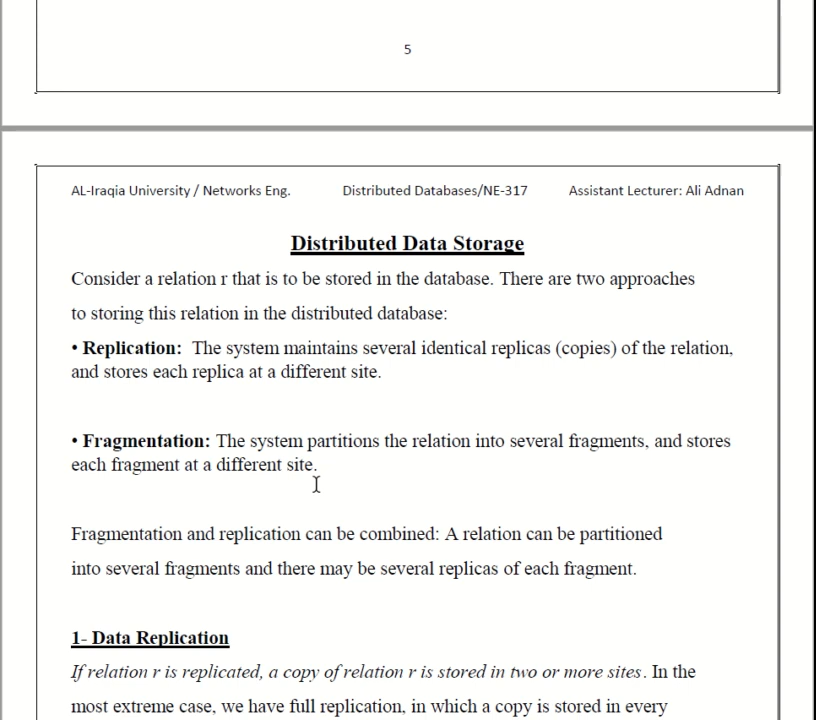 5
AL-Iraqia University / Networks Eng. Distributed Databases/NE-317 Assistant Lecturer: Ali Adnan
Distributed Data Storage
Consider a relation r that is to be stored in the database. There are two approaches
to storing this relation in the distributed database:
• Replication: The system maintains several identical replicas (copies) of the relation,
and stores each replica at a different site.
• Fragmentation: The system partitions the relation into several fragments, and stores
each fragment at a different site.
Fragmentation and replication can be combined: A relation can be partitioned
into several fragments and there may be several replicas of each fragment.
1- Data Replication
If relation r is replicated, a copy of relation r is stored in two or more sites. In the
most extreme case, we have full replication, in which a copy is stored in every